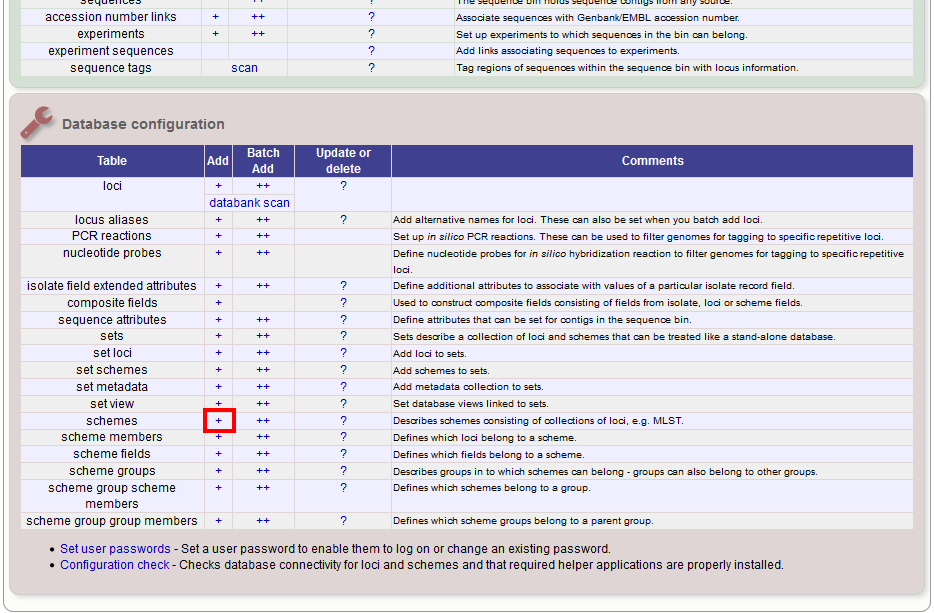 sequences + ++ ? The sequence bin holds sequence contigs from any source.
accession number links + ++ ? Associate sequences with Genbank/EMBL accession number.
experiments + ++ ? Set up experiments to which sequences in the bin can belong.
experiment sequences ? Add links associating sequences to experiments.
sequence tags scan ? Tag regions of sequences within the sequence bin with locus information.
Database configuration
Table Add Batch Add Update or delete Comments
loci + ++ ?
databank scan
locus aliases + ++ ? Add alternative names for loci. These can also be set when you batch add loci.
PCR reactions + ++ Set up in silico PCR reactions. These can be used to filter genomes for tagging to specific repetitive loci.
nucleotide probes + ++ Define nucleotide probes for in silico hybridization reaction to filter genomes for tagging to specific repetitive
loci.
isolate field extended attributes + ++ ? Define additional attributes to associate with values of a particular isolate record field.
composite fields + ? Used to construct composite fields consisting of fields from isolate, loci or scheme fields.
sequence attributes + ++ ? Define attributes that can be set for contigs in the sequence bin.
sets + ++ ? Sets describe a collection of loci and schemes that can be treated like a stand-alone database.
set loci + ++ ? Add loci to sets.
set schemes + ++ ? Add schemes to sets.
set metadata + ++ ? Add metadata collection to sets.
set view + ++ ? Set database views linked to sets.
schemes + ++ ? Describes schemes consisting of collections of loci, e.g. MLST.
scheme members + ++ ? Defines which loci belong to a scheme.
scheme fields + ++ ? Defines which fields belong to a scheme.
scheme groups + ++ ? Describes groups in to which schemes can belong - groups can also belong to other groups.
scheme group scheme + ++ ? Defines which schemes belong to a group.
members
scheme group group members + ++ ? Defines which scheme groups belong to a parent group.
• Set user passwords - Set a user password to enable them to log on or change an existing password.
• Configuration check - Checks database connectivity for loci and schemes and that required helper applications are properly installed.